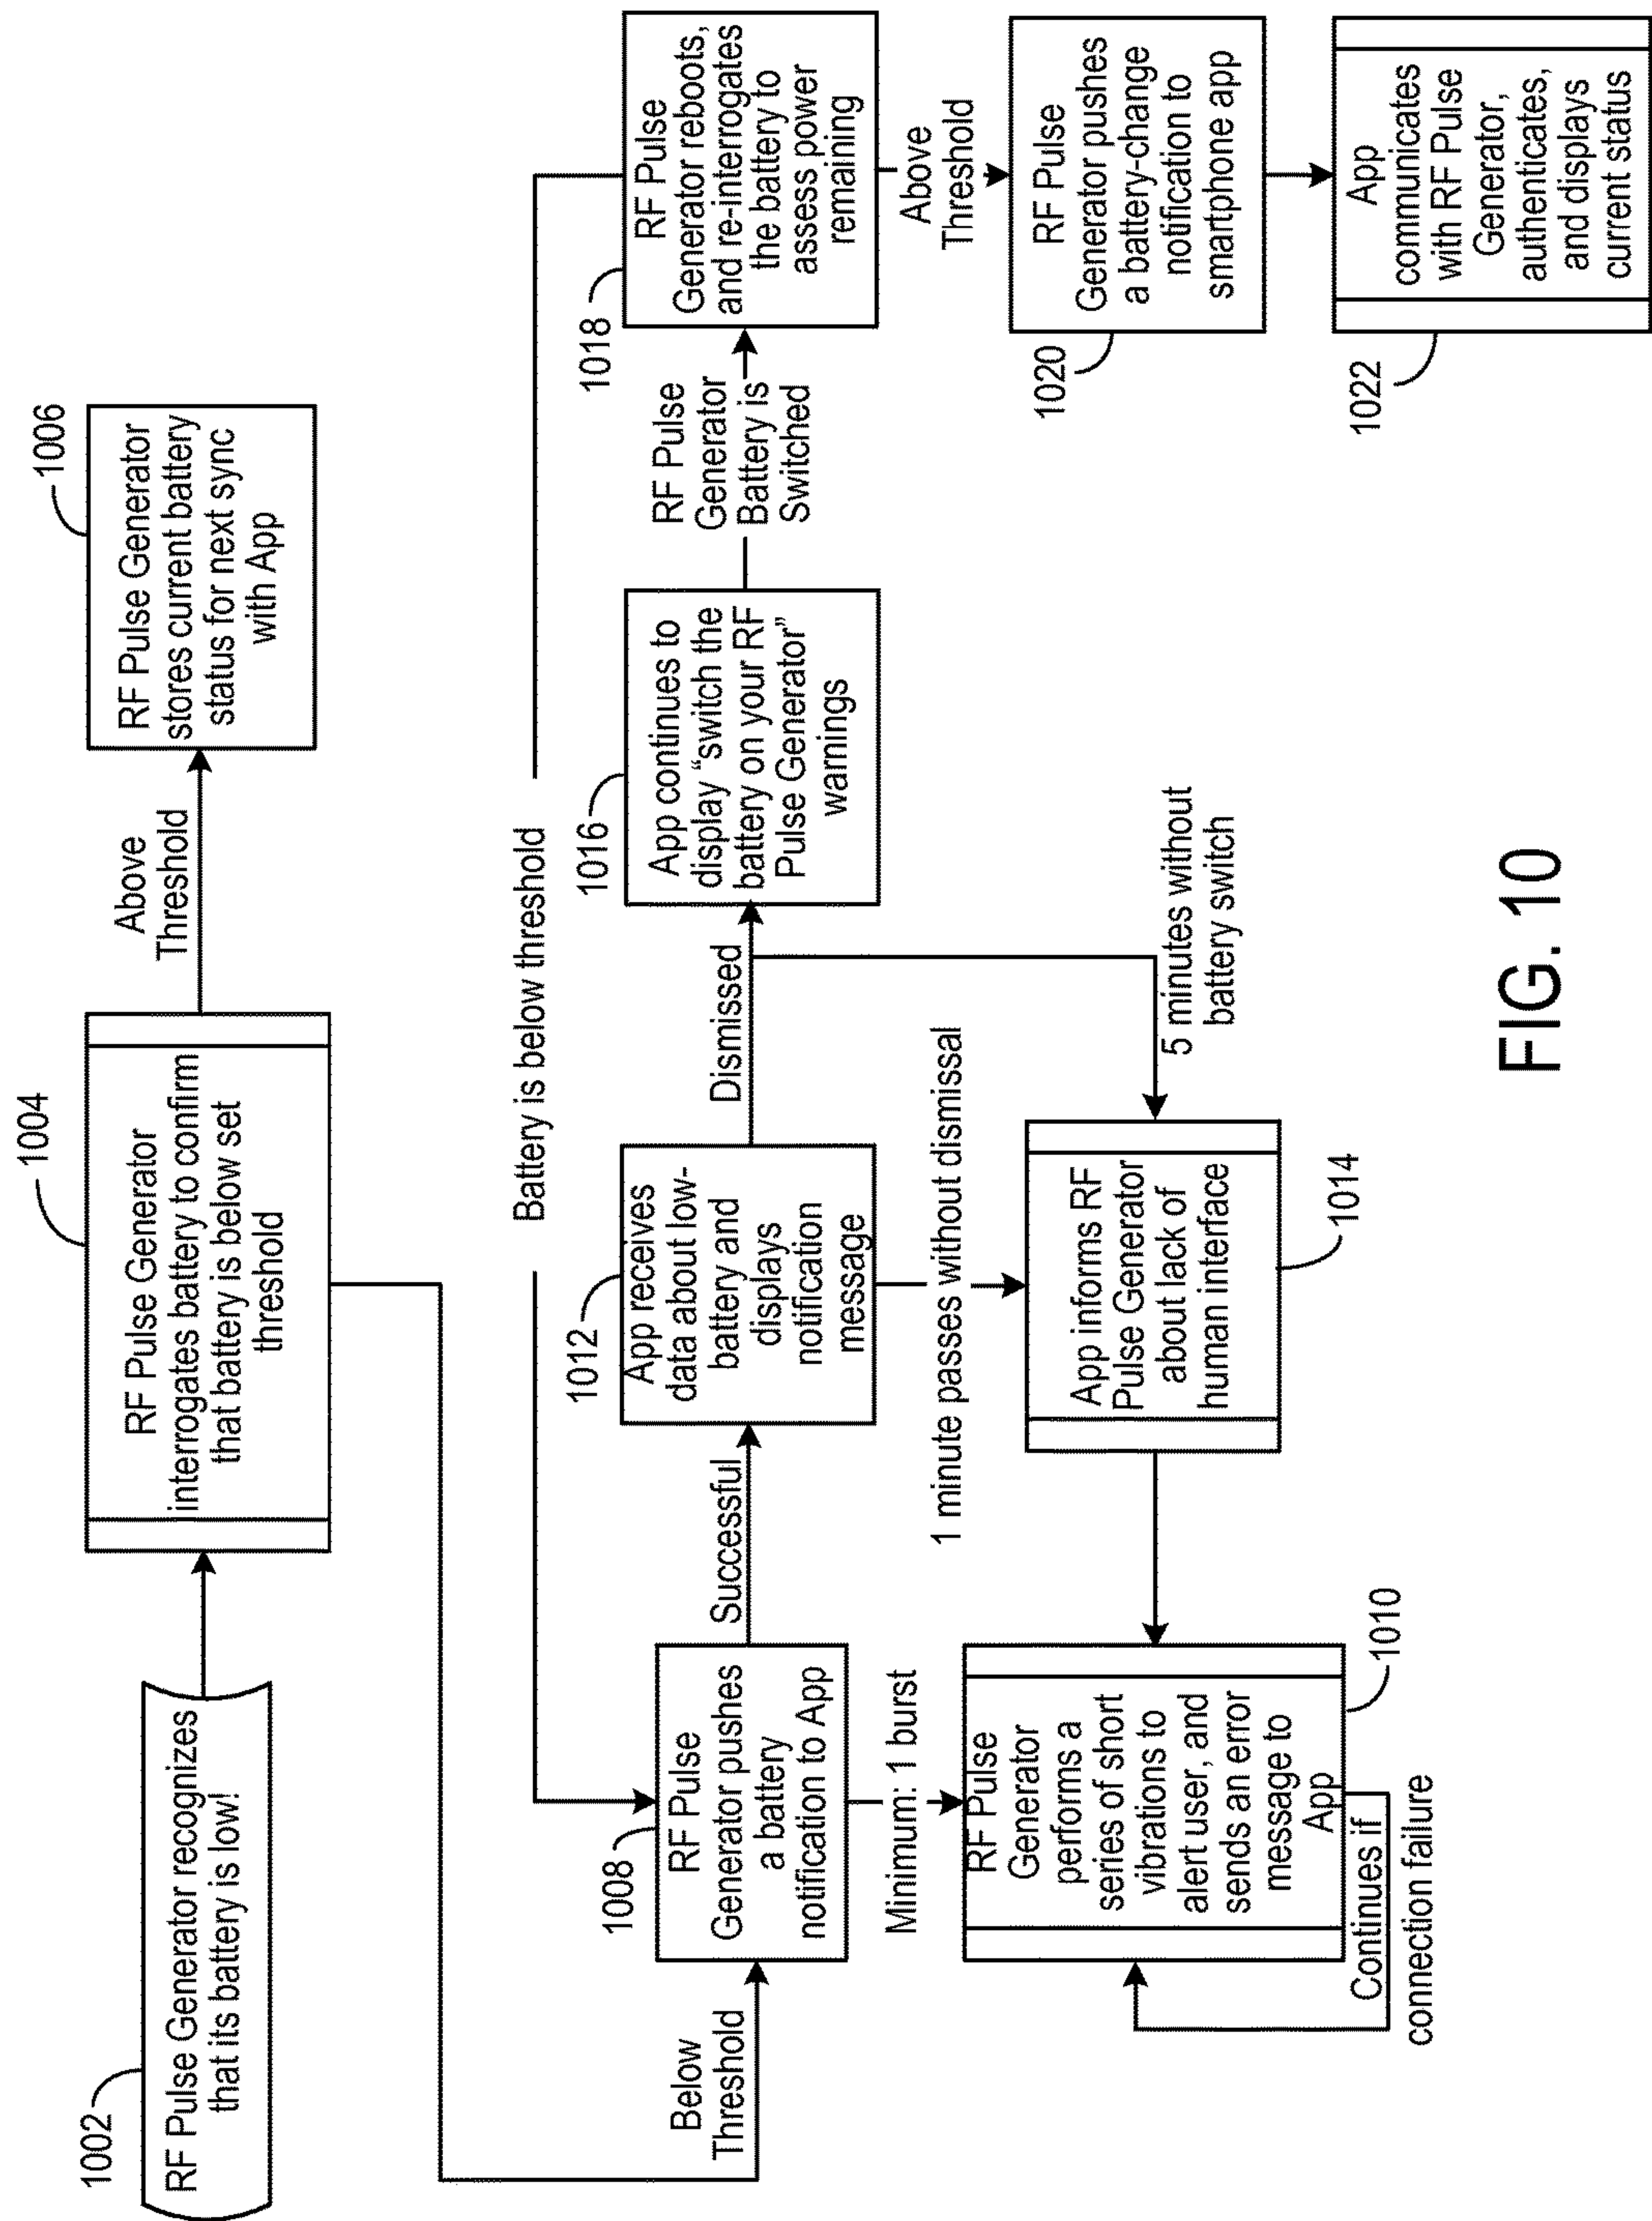 1002
RF Pulse Generator recognizes
that its battery is low!
1004
RF Pulse Generator
interrogates battery to confirm
that battery is below set
threshold
Above
Threshold
1006
RF Pulse Generator
stores current battery
status for next sync
with App
Battery is below threshold
Below
Threshold
1008
RF Pulse
Generator pushes
a battery
notification to App
Successful
Minimum: 1 burst
RF Pulse
Generator
performs a
series of short
vibrations to
alert user, and
sends an error
message to
App
1010
Continues if
connection failure
1012
App receives
data about low-
battery and
displays
notification
message
Dismissed
1 minute passes without dismissal
5 minutes without
battery switch
App informs RF
Pulse Generator
about lack of
human interface
1014
1016
App continues to
display “switch the
battery on your RF
Pulse Generator”
warnings
RF Pulse
Generator
Battery is
Switched
1018
RF Pulse
Generator reboots,
and re-interrogates
the battery to
assess power
remaining
Above
Threshold
1020
RF Pulse
Generator pushes
a battery-change
notification to
smartphone app
1022
App
communicates
with RF Pulse
Generator,
authenticates,
and displays
current status
FIG. 10